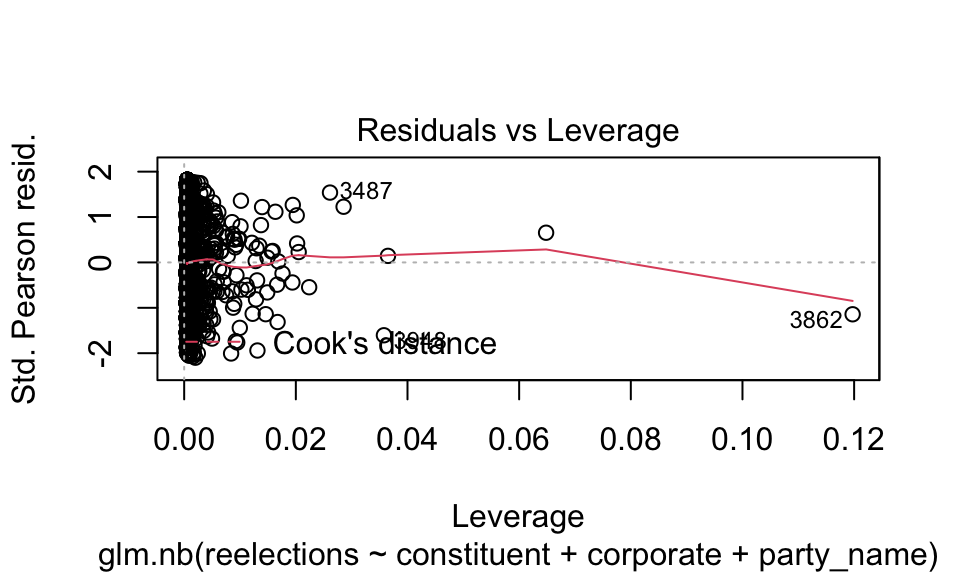 Residuals vs Leverage
Std. Pearson resid.
2
1
0
-2
3487
3862
3948
Cook's distance
0.00 0.02 0.04 0.06 0.08 0.10 0.12
Leverage
glm.nb(reelections ~ constituent + corporate + party_name)